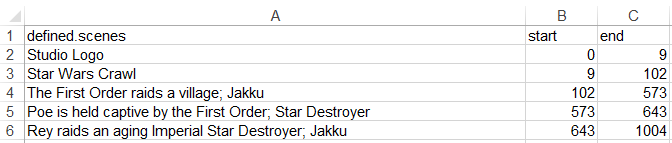 A B C
1 defined.scenes start end
2 Studio Logo 0 9
3 Star Wars Crawl 9 102
4 The First Order raids a village; Jakku 102 573
5 Poe is held captive by the First Order; Star Destroyer 573 643
6 Rey raids an aging Imperial Star Destroyer; Jakku 643 1004